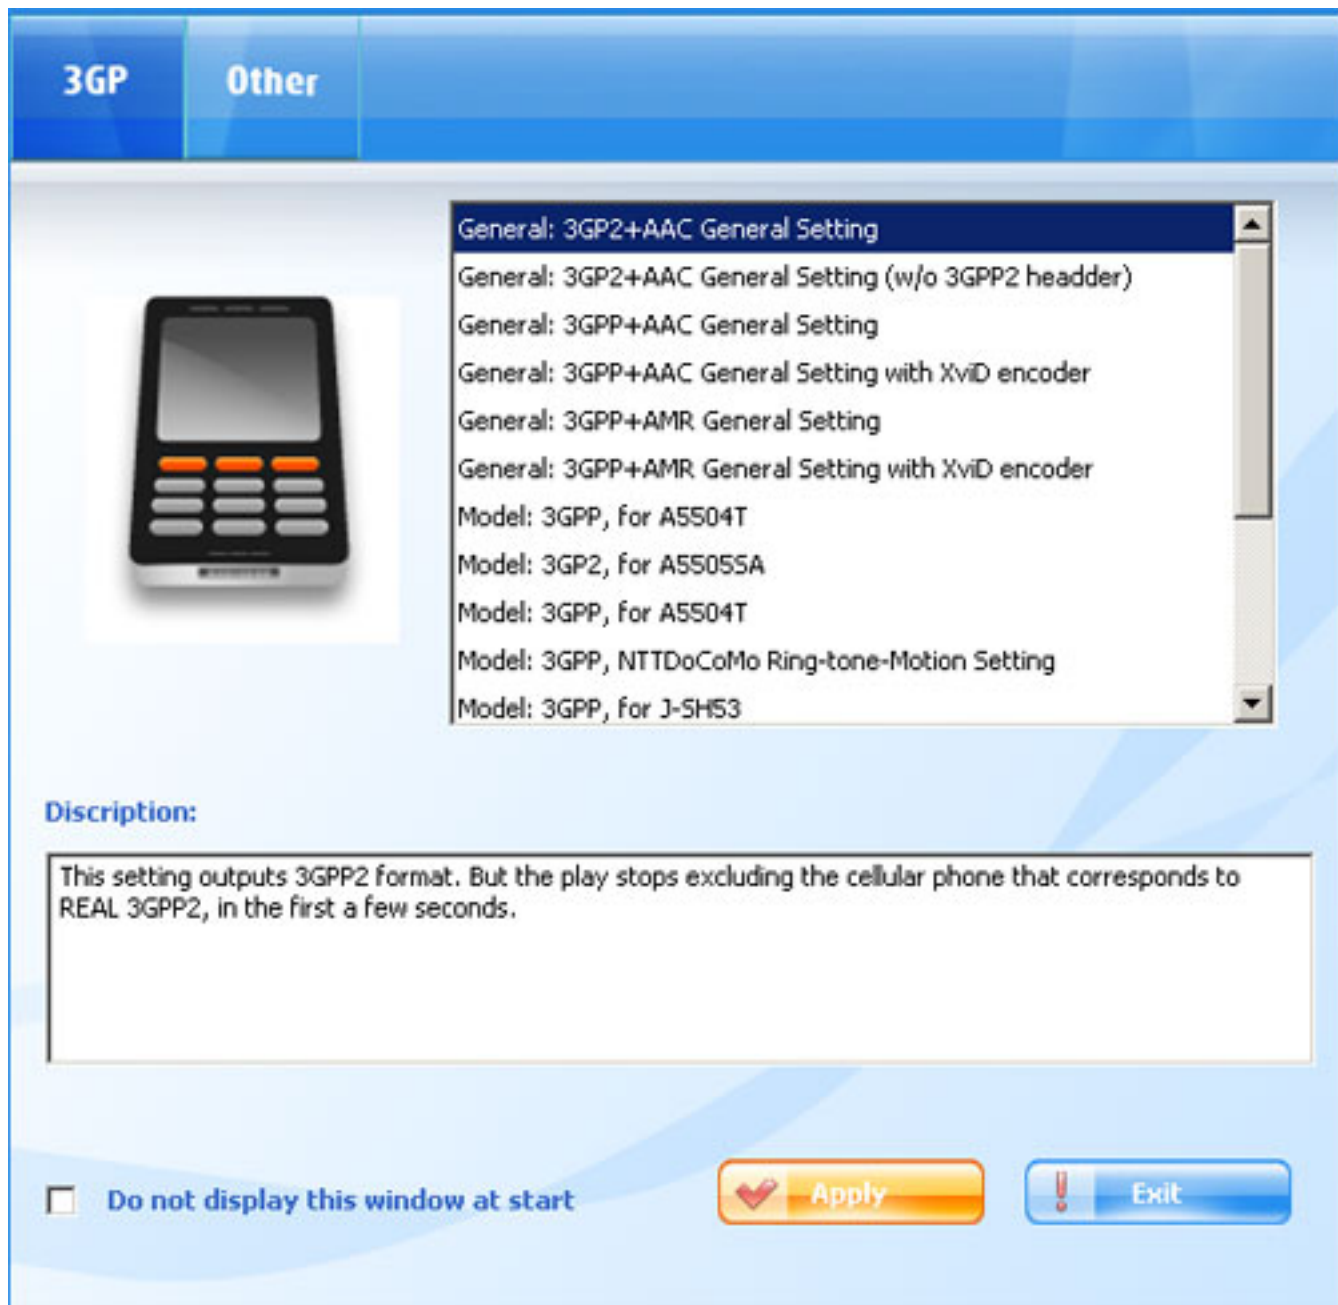 3GP
Other
General: 3GP2+AAC General Setting
General: 3GP2+AAC General Setting (w/o 3GPP2 headder)
General: 3GPP+AAC General Setting
General: 3GPP+AAC General Setting with XviD encoder
General: 3GPP+AMR General Setting
General: 3GPP+AMR General Setting with XviD encoder
Model: 3GPP, for A5504T
Model: 3GP2, for A5505SA
Model: 3GPP, for A5504T
Model: 3GPP, NTTDoCoMo Ring-tone-Motion Setting
Model: 3GPP, for J-SH53
Discription:
This setting outputs 3GPP2 format. But the play stops excluding the cellular phone that corresponds to
REAL 3GPP2, in the first a few seconds.
Do not display this window at start
Apply
Exit